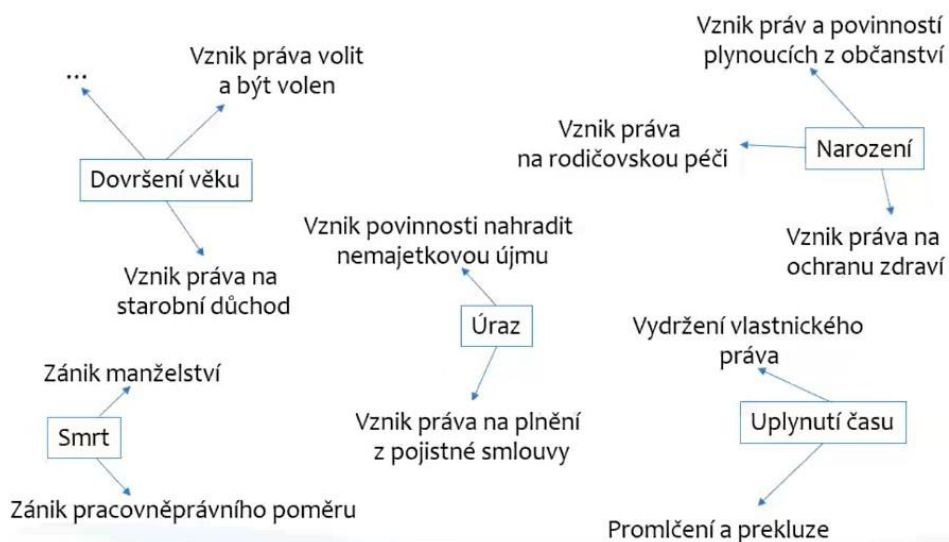 ...
Vznik práva volit
a být volen
Dovršení věku
Vznik práva na
starobní důchod
Vznik práv a povinností
plynoucích z občanství
Vznik práva
na rodičovskou péči
Narození
Vznik práva na
ochranu zdraví
Vznik povinnosti nahradit
nemajetkovou újmu
Úraz
Vznik práva na plnění
z pojistné smlouvy
Zánik manželství
Smrt
Zánik pracovněprávního poměru
Vydržení vlastnického
práva
Uplynutí času
Promlčení a prekluze